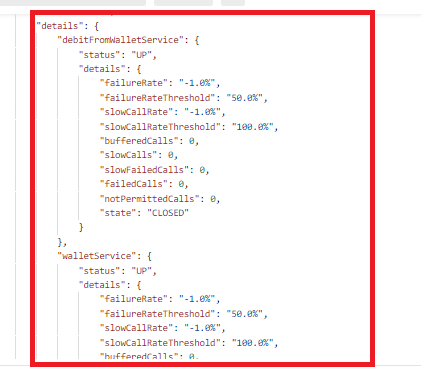 "details": {
"debitFromWalletService": {
"status": "UP",
"details": {
"failureRate": "-1.0%",
"failureRateThreshold": "50.0%",
"slowCallRate": "-1.0%",
"slowCallRateThreshold": "100.0%",
"bufferedCalls": 0,
"slowCalls": 0,
"slowFailedCalls": 0,
"failedCalls": 0,
"notPermittedCalls": 0,
"state": "CLOSED"
}
},
"walletService": {
"status": "UP",
"details": {
"failureRate": "-1.0%",
"failureRateThreshold": "50.0%",
"slowCallRate": "-1.0%",
"slowCallRateThreshold": "100.0%",
"bufferedCalls": 0,